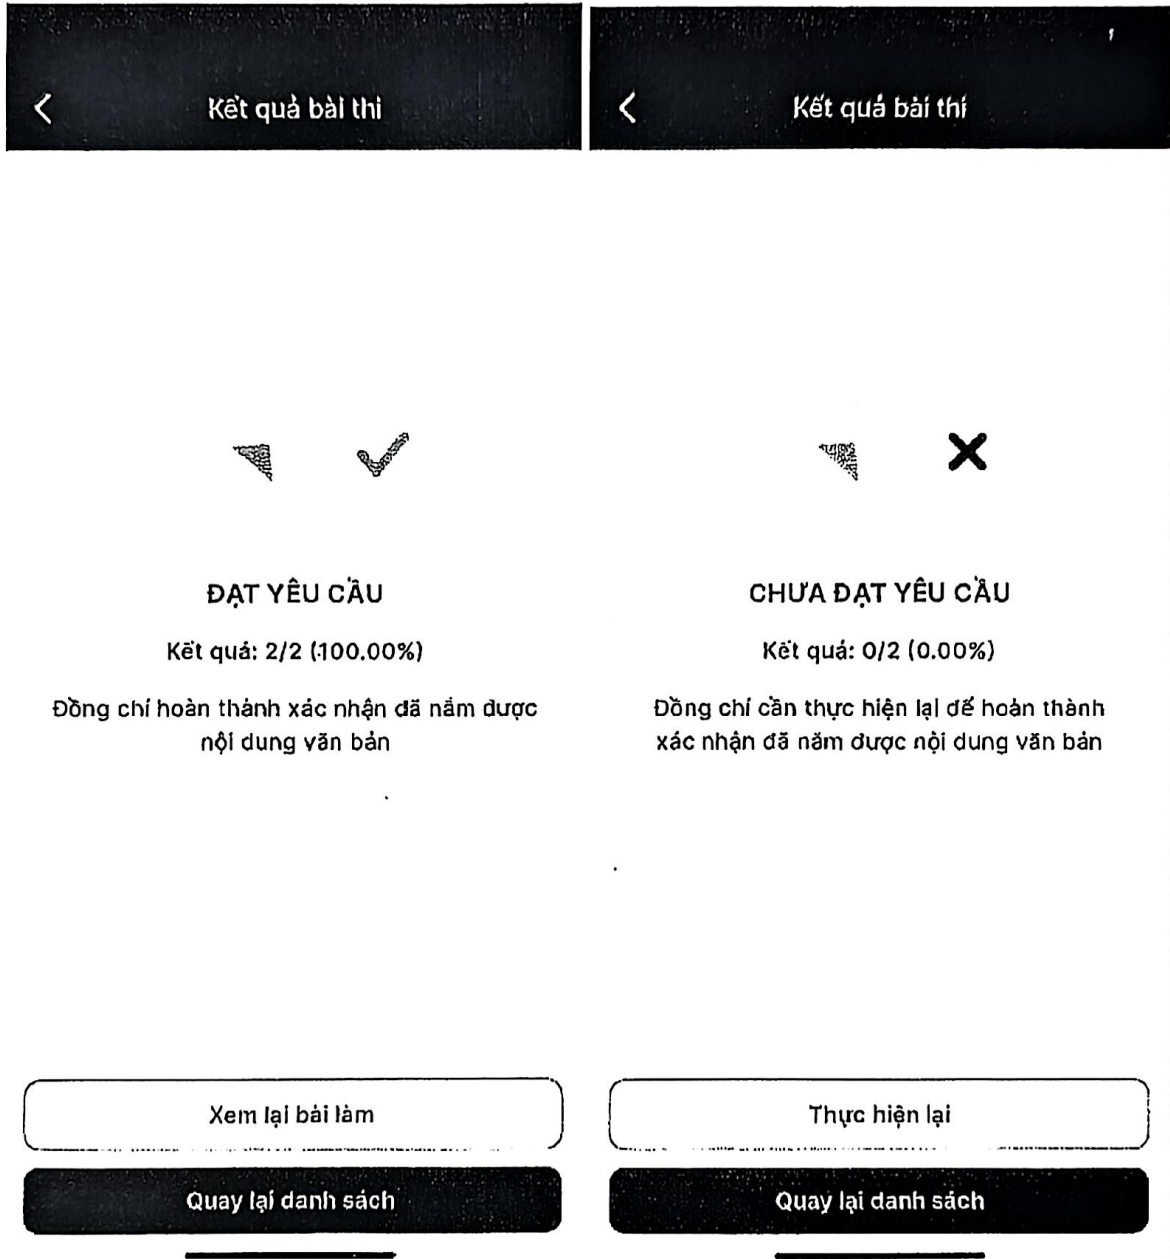 Kết quả bài thi
ĐẠT YÊU CẦU
Kết quả: 2/2 (100.00%)
Đồng chí hoàn thành xác nhận đã nắm được
nội dung văn bản
Xem lại bài làm
Quay lại danh sách
Kết quả bài thi
CHƯA ĐẠT YÊU CẦU
Kết quả: 0/2 (0.00%)
Đồng chí cần thực hiện lại để hoàn thành
xác nhận đã nắm được nội dung văn bản
Thực hiện lại
Quay lại danh sách